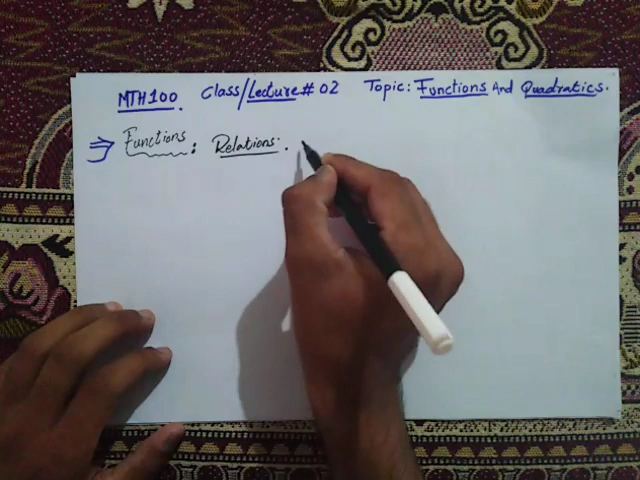 MTH100. Class/Lecture # 02 Topic: Functions And Quadratics.
⇒ Functions: Relations:.